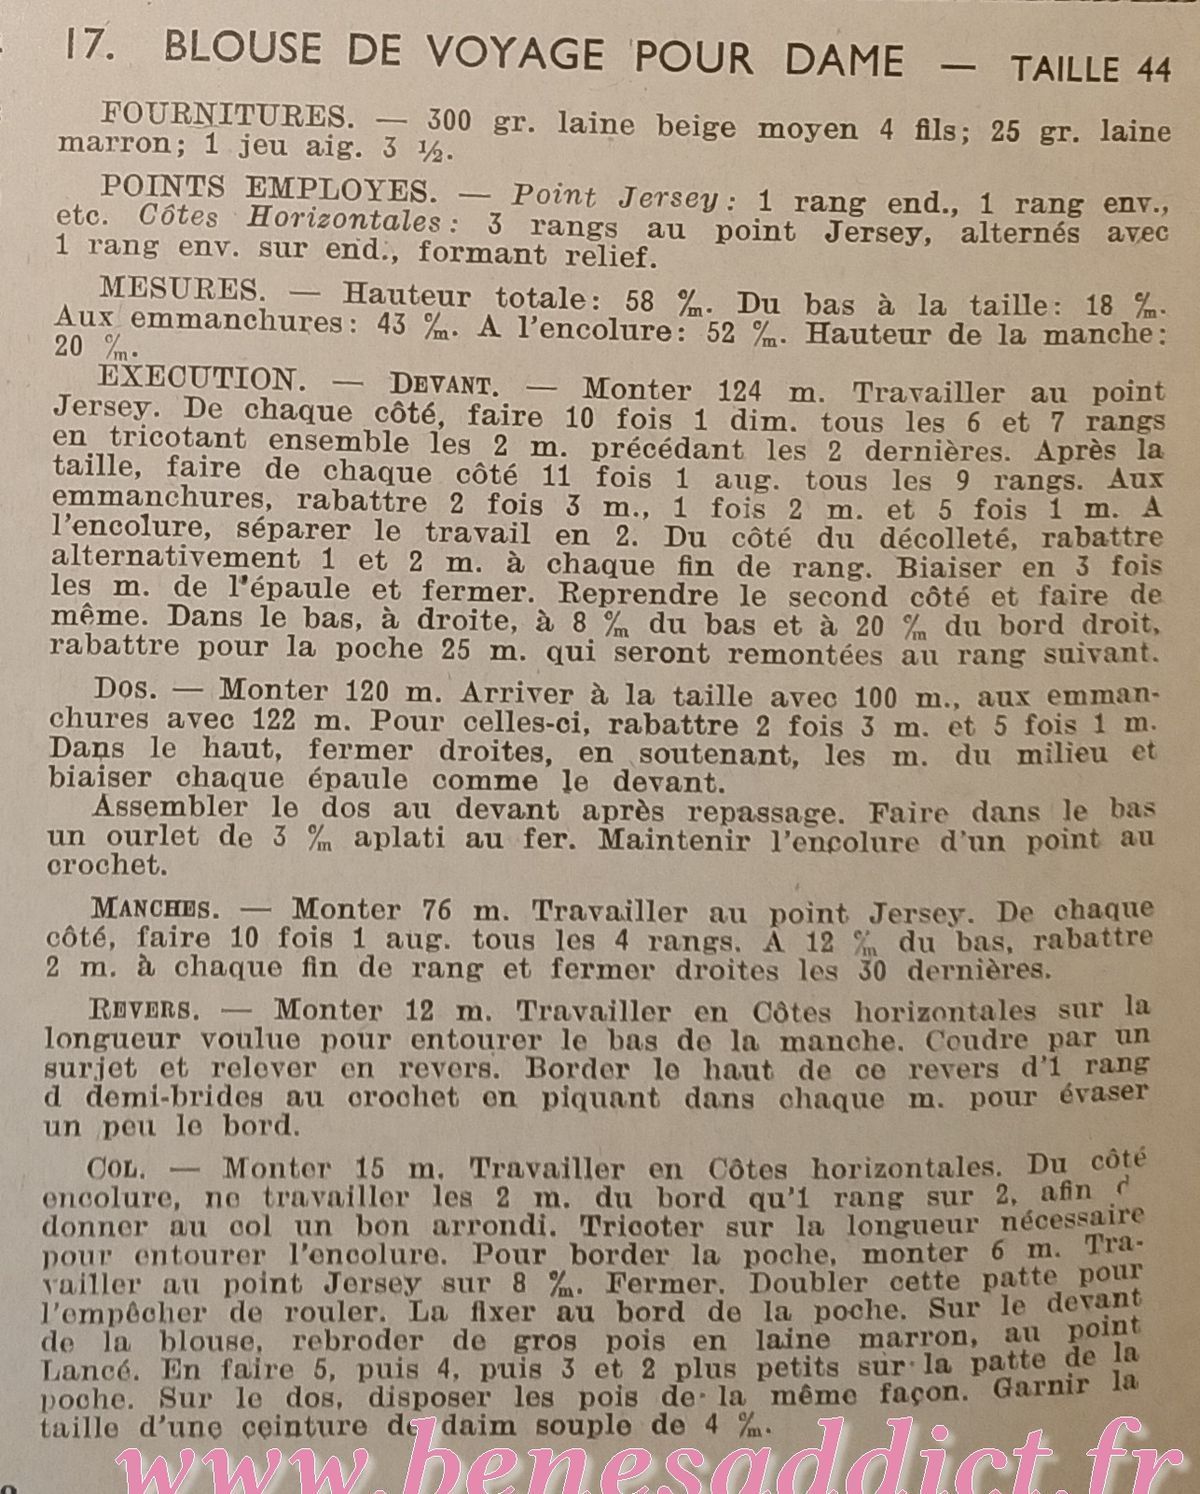 17. BLOUSE DE VOYAGE POUR DAME — TAILLE 44
FOURNITURES. — 300 gr. laine beige moyen 4 fils; 25 gr. laine
marron; 1 jeu aig. 3 ½.
POINTS EMPLOYES. — Point Jersey: 1 rang end., 1 rang env.,
etc. Côtes Horizontales: 3 rangs au point Jersey, alternés avec
1 rang env. sur end., formant relief.
MESURES. — Hauteur totale: 58 c/m. Du bas à la taille: 18 c/m.
Aux emmanchures: 43 c/m. A l'encolure: 52 c/m. Hauteur de la manche:
20 c/m.
EXECUTION. — DEVANT. — Monter 124 m. Travailler au point
Jersey. De chaque côté, faire 10 fois 1 dim. tous les 6 et 7 rangs
en tricotant ensemble les 2 m. précédant les 2 dernières. Après la
taille, faire de chaque côté 11 fois 1 aug. tous les 9 rangs. Aux
emmanchures, rabattre 2 fois 3 m., 1 fois 2 m. et 5 fois 1 m. A
l'encolure, séparer le travail en 2. Du côté du décolleté, rabattre
alternativement 1 et 2 m. à chaque fin de rang. Biaiser en 3 fois
les m. de l'épaule et fermer. Reprendre le second côté et faire de
même. Dans le bas, à droite, à 8 c/m du bas et à 20 c/m du bord droit,
rabattre pour la poche 25 m. qui seront remontées au rang suivant.
DOS. — Monter 120 m. Arriver à la taille avec 100 m., aux emman-
chures avec 122 m. Pour celles-ci, rabattre 2 fois 3 m. et 5 fois 1 m.
Dans le haut, fermer droites, en soutenant, les m. du milieu et
biaiser chaque épaule comme le devant.
Assembler le dos au devant après repassage. Faire dans le bas
un ourlet de 3 c/m aplati au fer. Maintenir l'encolure d'un point au
crochet.
MANCHES. — Monter 76 m. Travailler au point Jersey. De chaque
côté, faire 10 fois 1 aug. tous les 4 rangs. A 12 c/m du bas, rabattre
2 m. à chaque fin de rang et fermer droites les 30 dernières.
REVERS. — Monter 12 m. Travailler en Côtes horizontales sur la
longueur voulue pour entourer le bas de la manche. Coudre par un
surjet et relever en revers. Border le haut de ce revers d'1 rang
d demi-brides au crochet en piquant dans chaque m. pour évaser
un peu le bord.
COL. — Monter 15 m. Travailler en Côtes horizontales. Du côté
encolure, ne travailler les 2 m. du bord qu'1 rang sur 2, afin d
donner au col un bon arrondi. Tricoter sur la longueur nécessaire
pour entourer l'encolure. Pour border la poche, monter 6 m. Tra-
vailler au point Jersey sur 8 c/m. Fermer. Doubler cette patte pour
l'empêcher de rouler. La fixer au bord de la poche. Sur le devant
de la blouse, rebroder de gros pois en laine marron, au point
Lancé. En faire 5, puis 4, puis 3 et 2 plus petits sur la patte de la
poche. Sur le dos, disposer les pois de la même façon. Garnir la
taille d'une ceinture de daim souple de 4 c/m.
www.benesaddict.fr